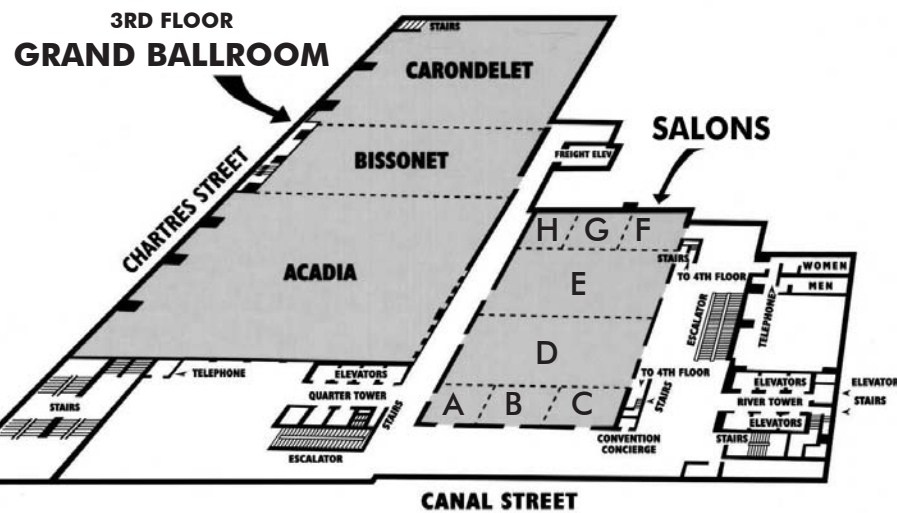 3RD FLOOR
GRAND BALLROOM
STAIRS
CARONDELET
SALONS
BISSONET
FREIGHT ELEV
CHARTRES STREET
H G F
ACADIA
STAIRS
TO 4TH FLOOR
WOMEN
MEN
E
ESCALATOR
TELEPHONE
D
TELEPHONE
ELEVATORS
TO 4TH FLOOR
ELEVATORS
ELEVATOR
QUARTER TOWER
STAIRS
A B C
STAIRS
RIVER TOWER
STAIRS
STAIRS
ELEVATORS
ESCALATOR
CONVENTION
CONCIERGE
STAIRS
CANAL STREET